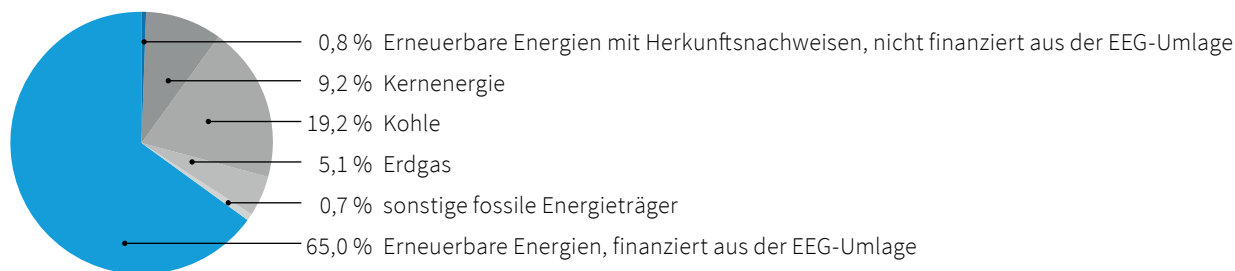 0,8 % Erneuerbare Energien mit Herkunftsnachweisen, nicht finanziert aus der EEG-Umlage
9,2 % Kernenergie
19,2 % Kohle
5,1 % Erdgas
0,7 % sonstige fossile Energieträger
65,0 % Erneuerbare Energien, finanziert aus der EEG-Umlage